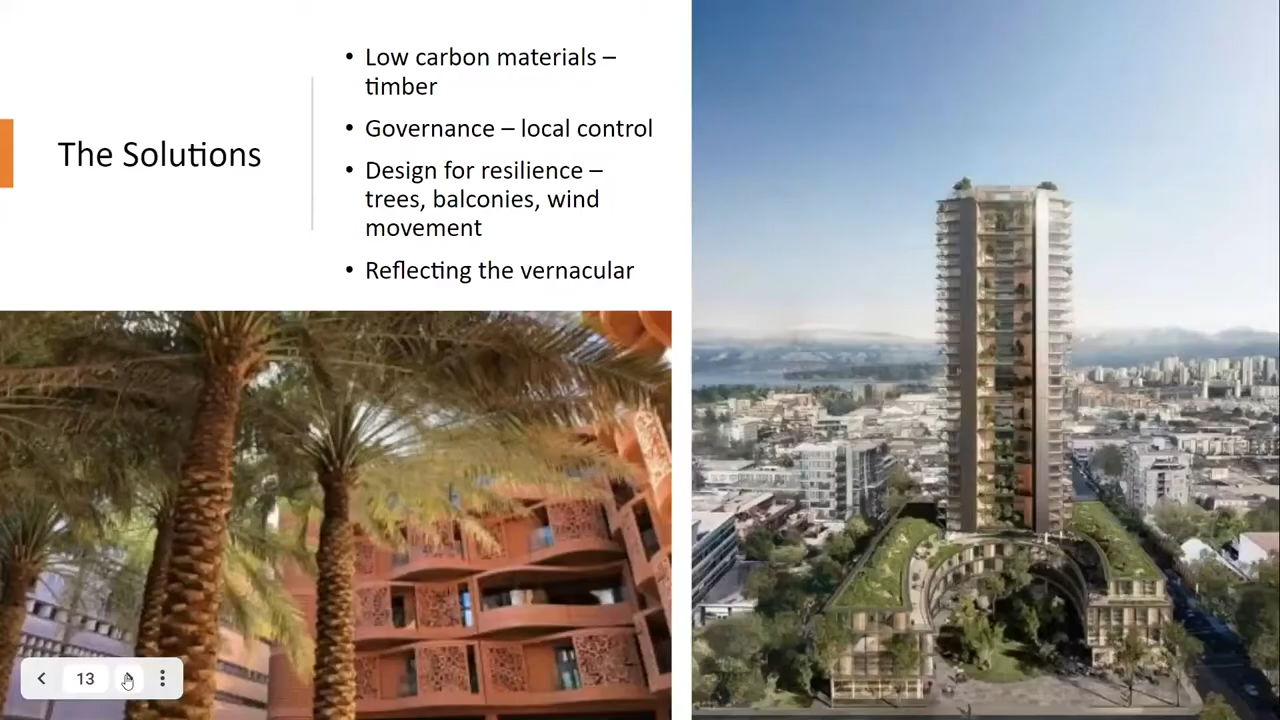 The Solutions
• Low carbon materials –
timber
• Governance – local control
• Design for resilience –
trees, balconies, wind
movement
• Reflecting the vernacular
13